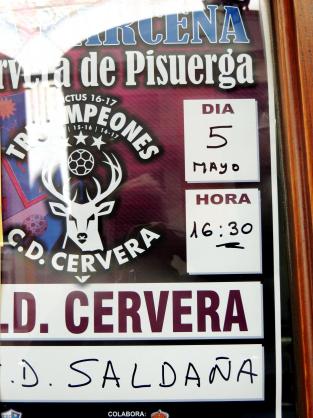 BARCENA
rvera de Pisuerga
DIA
5
MAYO
HORA
16:30
CTUS 16-17
TRICAMPEONES
| 15-16 | 16-17 |
C.D. CERVERA
.D. CERVERA
.D. SALDAÑA
COLABORA: